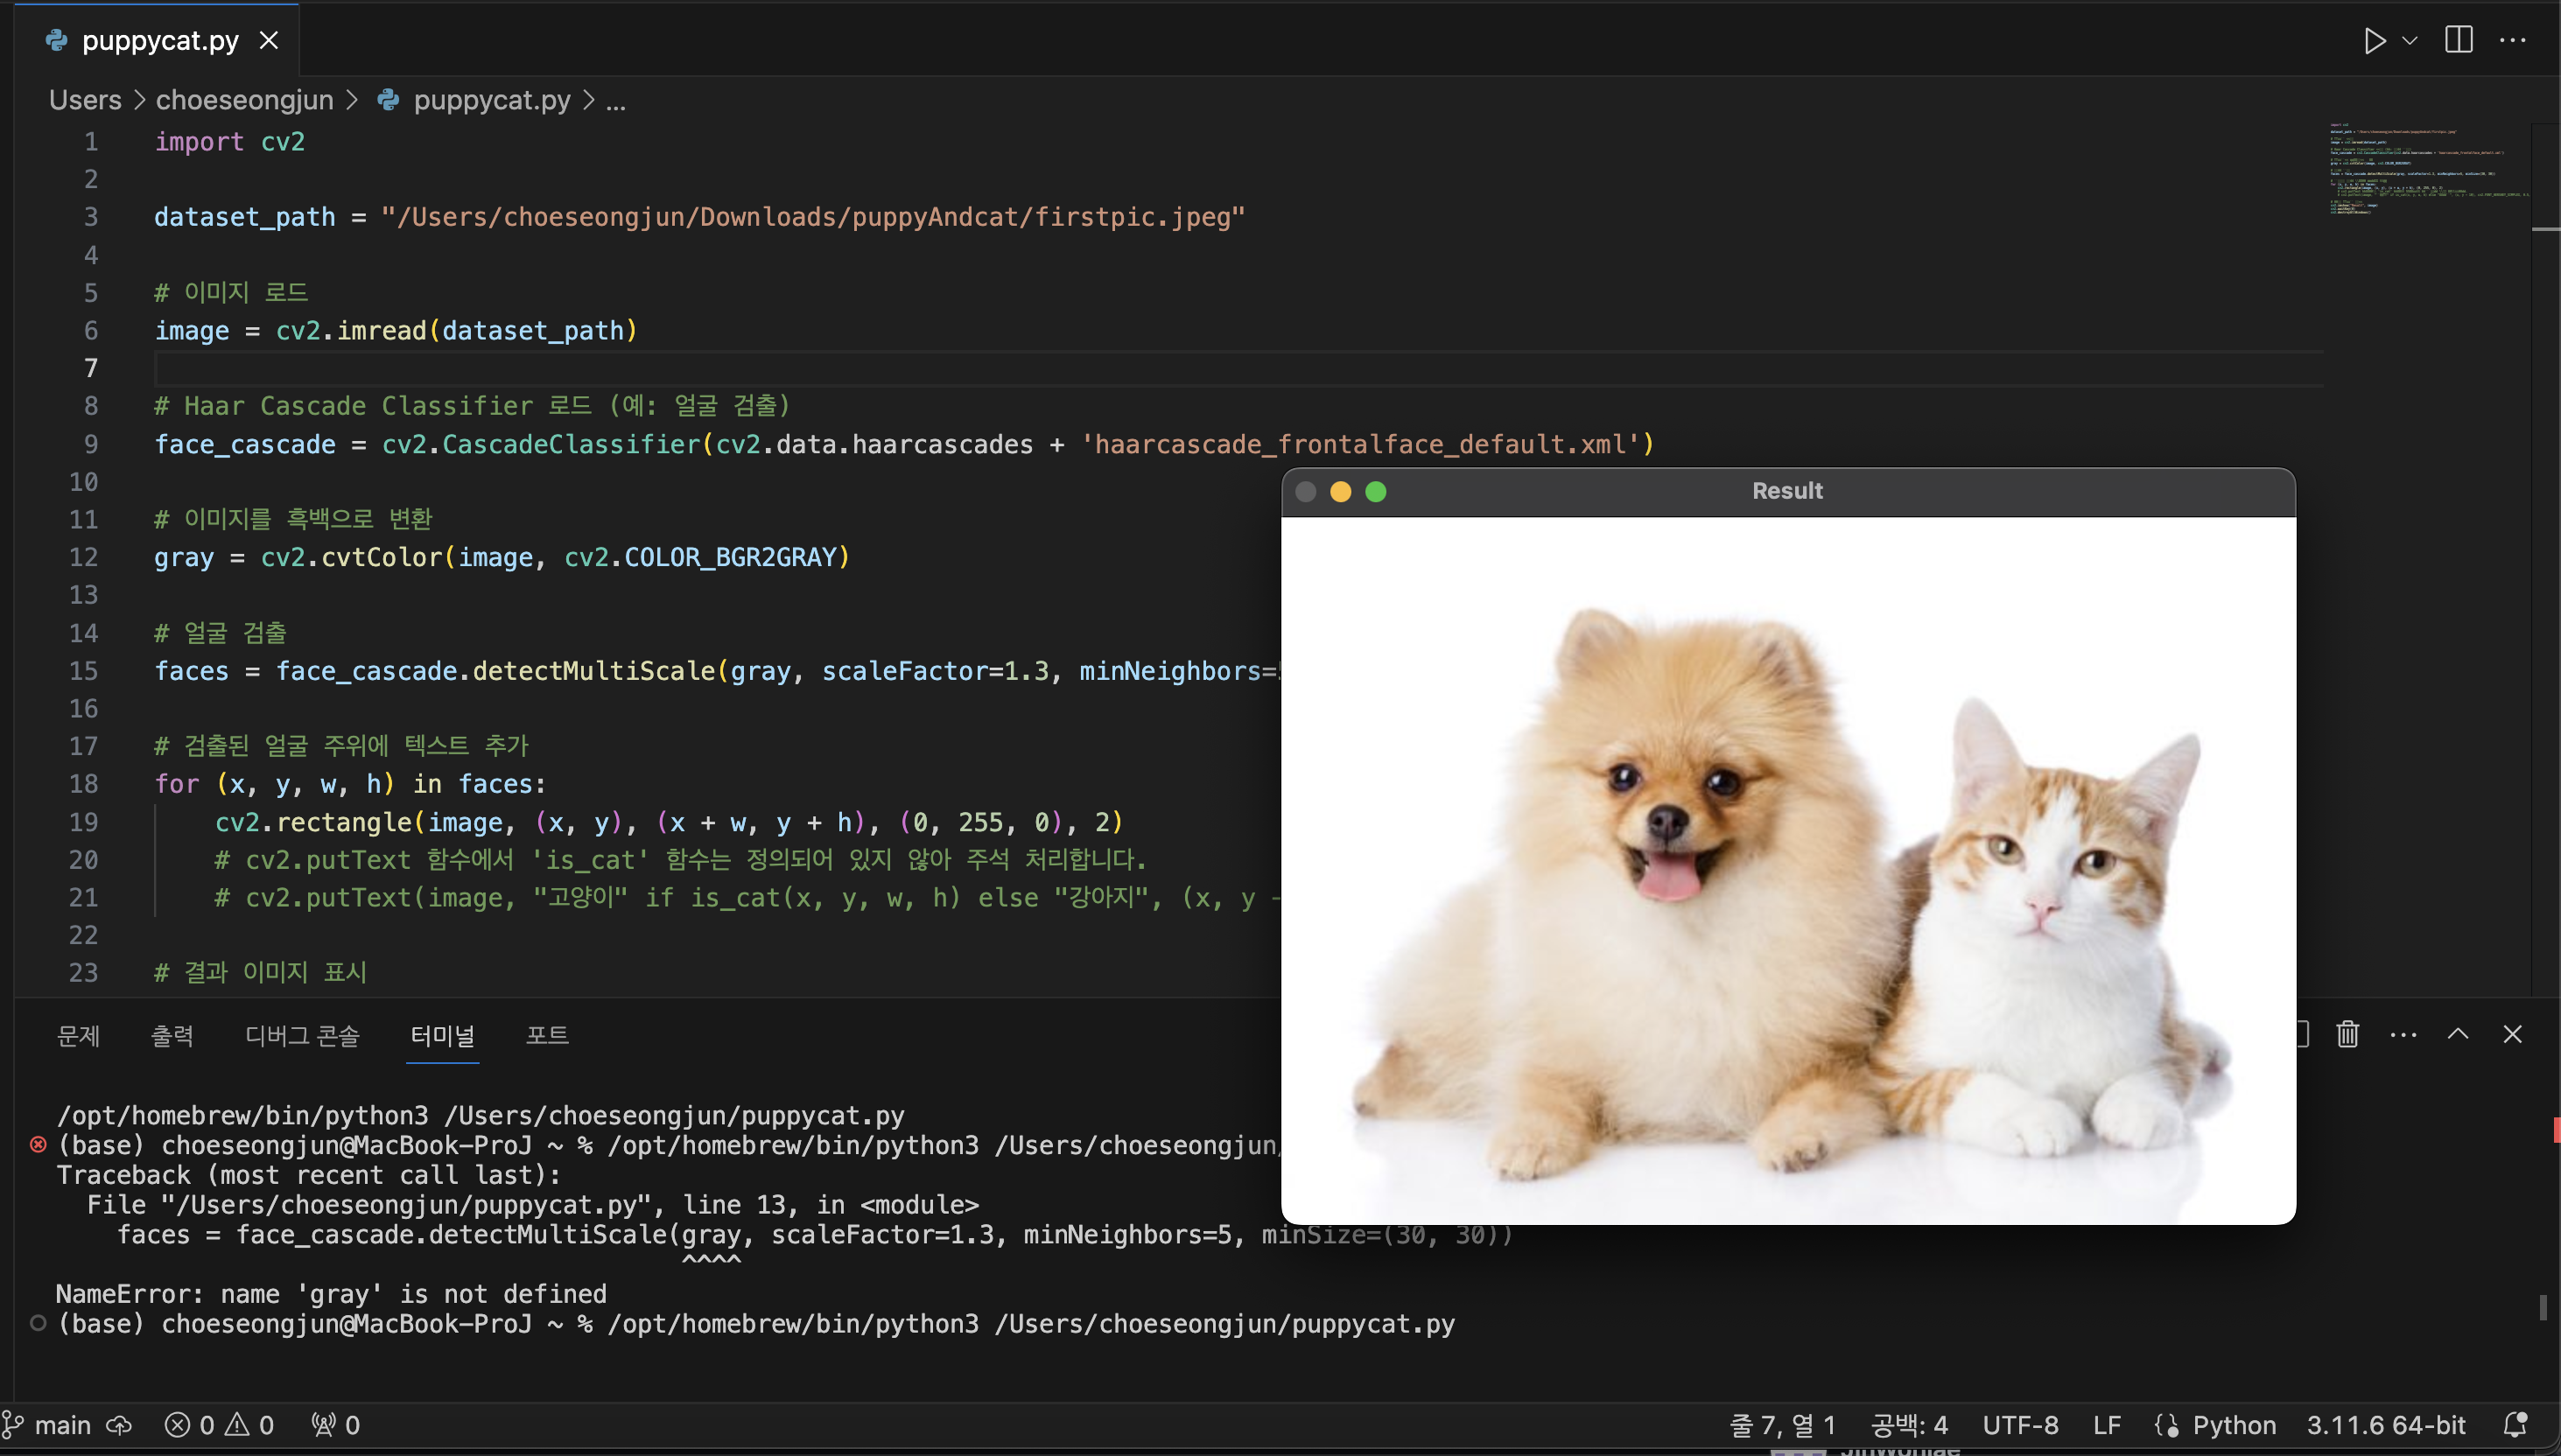 puppycat.py
Users > choeseongjun > puppycat.py > ...
1 import cv2
2
3 dataset_path = "/Users/choeseongjun/Downloads/puppyAndcat/firstpic.jpeg"
4
5 # 이미지 로드
6 image = cv2.imread(dataset_path)
7
8 # Haar Cascade Classifier 로드 (예: 얼굴 검출)
9 face_cascade = cv2.CascadeClassifier(cv2.data.haarcascades + 'haarcascade_frontalface_default.xml')
10
11 # 이미지를 흑백으로 변환
12 gray = cv2.cvtColor(image, cv2.COLOR_BGR2GRAY)
13
14 # 얼굴 검출
15 faces = face_cascade.detectMultiScale(gray, scaleFactor=1.3, minNeighbors=
16
17 # 검출된 얼굴 주위에 텍스트 추가
18 for (x, y, w, h) in faces:
19 cv2.rectangle(image, (x, y), (x + w, y + h), (0, 255, 0), 2)
20 # cv2.putText 함수에서 'is_cat' 함수는 정의되어 있지 않아 주석 처리합니다.
21 # cv2.putText(image, "고양이" if is_cat(x, y, w, h) else "강아지", (x, y -
22
23 # 결과 이미지 표시
Result
문제 출력 디버그 콘솔 터미널 포트
/opt/homebrew/bin/python3 /Users/choeseongjun/puppycat.py
(base) choeseongjun@MacBook-ProJ ~ % /opt/homebrew/bin/python3 /Users/choeseongjun/
Traceback (most recent call last):
File "/Users/choeseongjun/puppycat.py", line 13, in <module>
faces = face_cascade.detectMultiScale(gray, scaleFactor=1.3, minNeighbors=5, minSize=(30, 30))
^^^^
NameError: name 'gray' is not defined
(base) choeseongjun@MacBook-ProJ ~ % /opt/homebrew/bin/python3 /Users/choeseongjun/puppycat.py
main 0 0 0 줄 7, 열 1 공백: 4 UTF-8 LF Python 3.11.6 64-bit